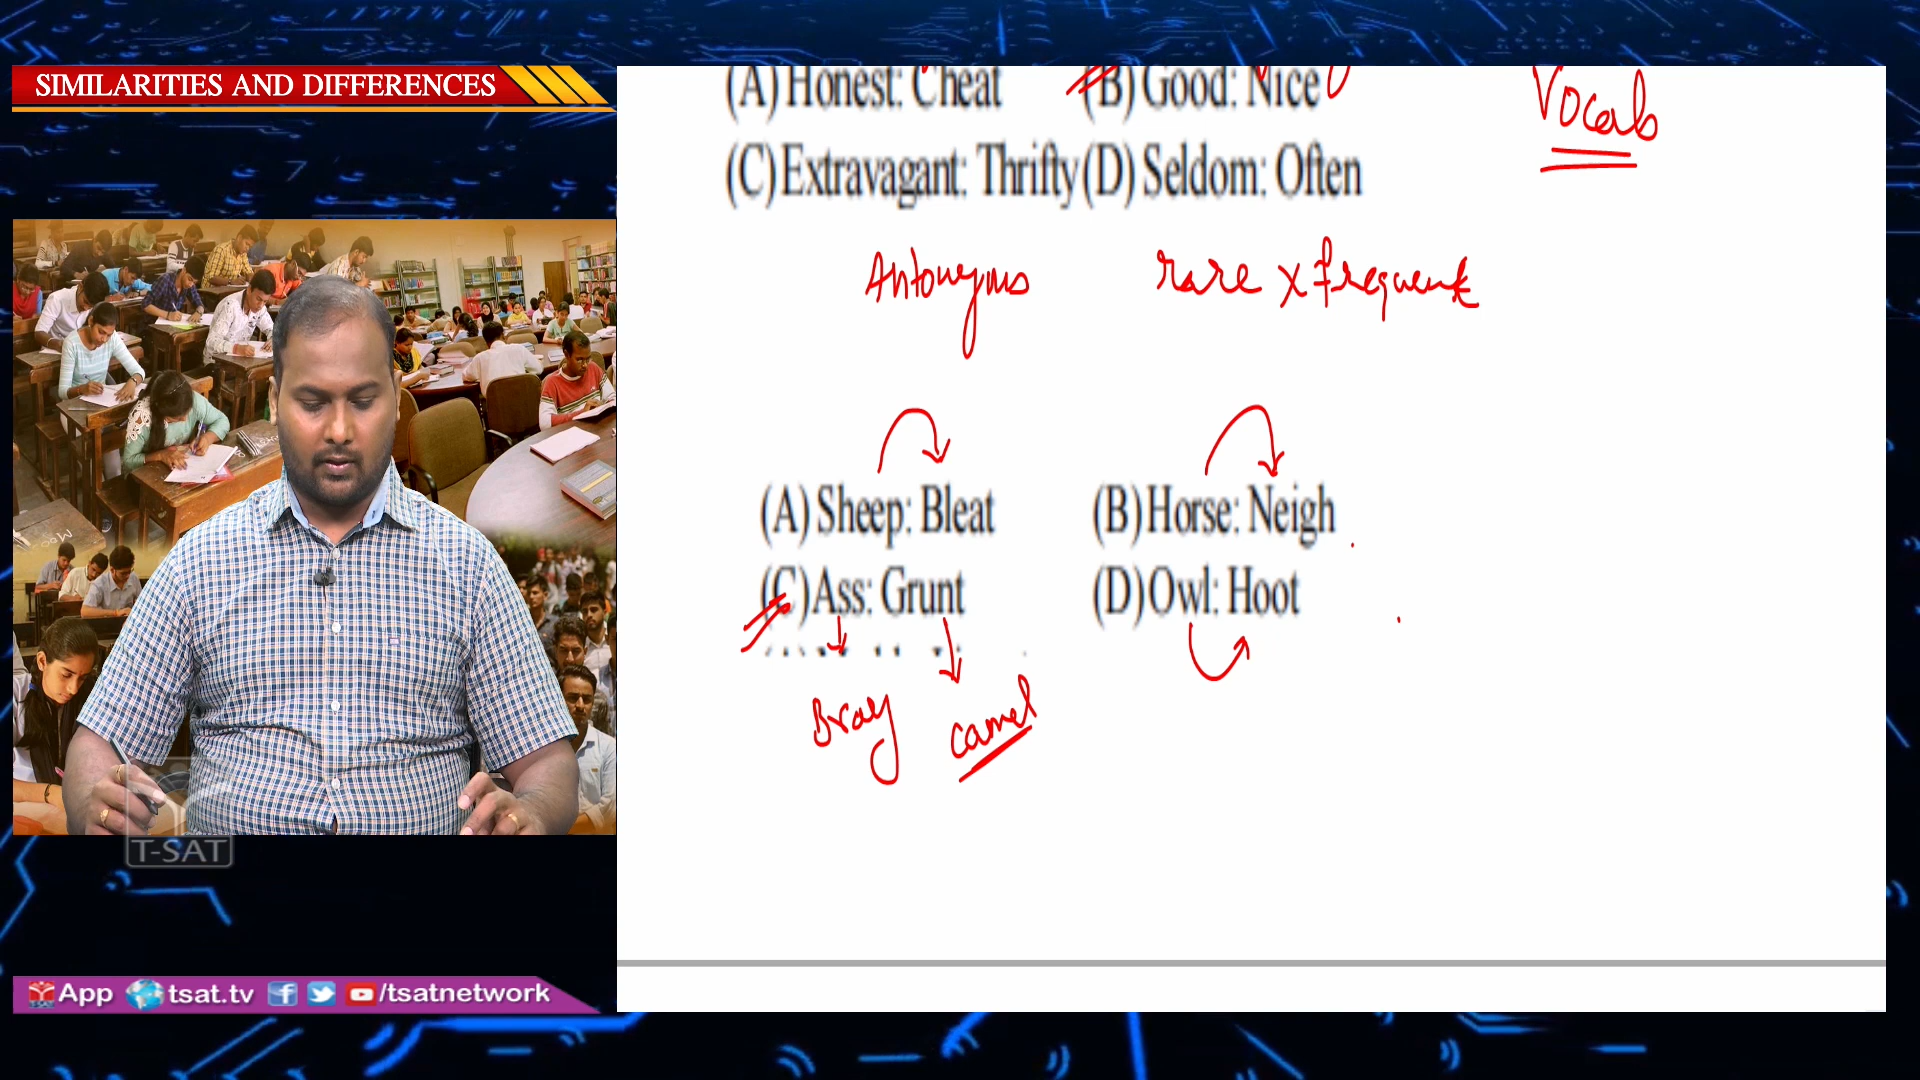 SIMILARITIES AND DIFFERENCES
(A) Honest: Cheat (B) Good: Nice
Vocab
(C) Extravagant: Thrifty (D) Seldom: Often
Antonyms rare x frequent
(A) Sheep: Bleat (B) Horse: Neigh
(C) Ass: Grunt (D) Owl: Hoot
Bray camel
T-SAT
App tsat.tv /tsatnetwork